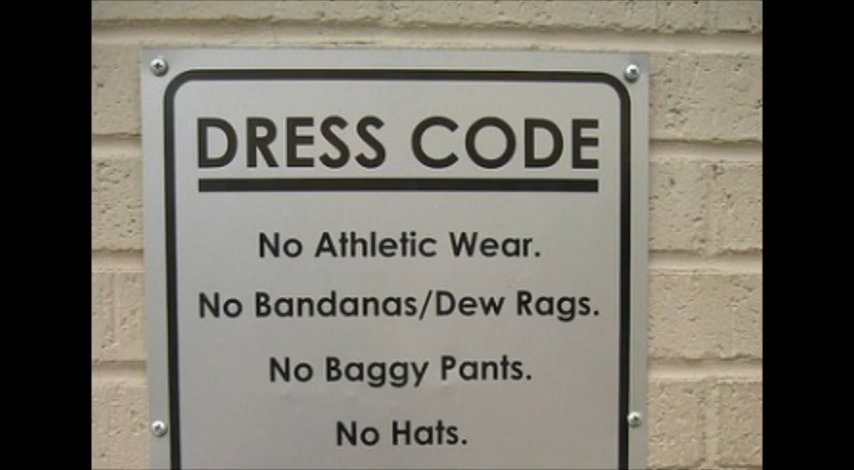 DRESS CODE
No Athletic Wear.
No Bandanas/Dew Rags.
No Baggy Pants.
No Hats.